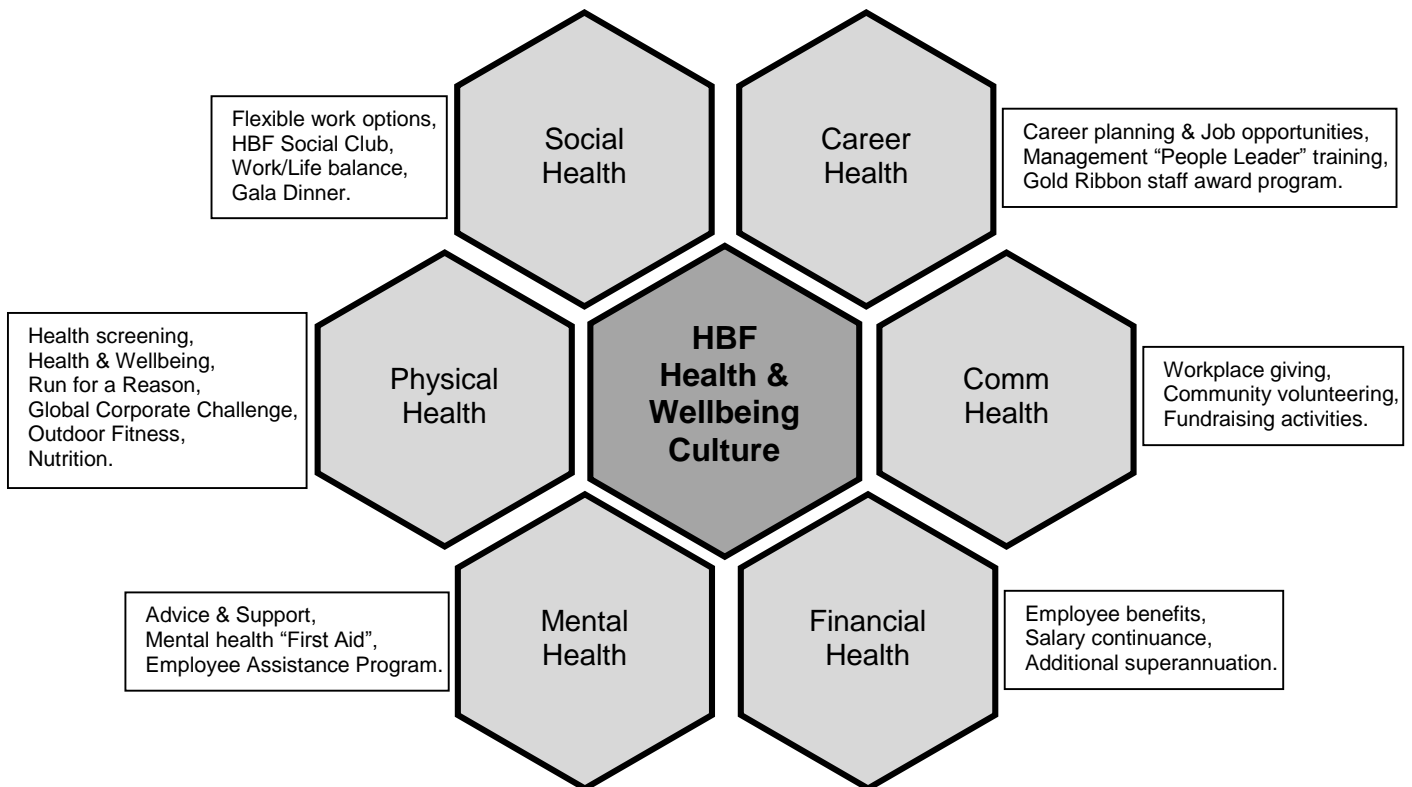 Flexible work options,
HBF Social Club,
Work/Life balance,
Gala Dinner.
Social
Health
Career
Health
Career planning & Job opportunities,
Management “People Leader” training,
Gold Ribbon staff award program.
Health screening,
Health & Wellbeing,
Run for a Reason,
Global Corporate Challenge,
Outdoor Fitness,
Nutrition.
Physical
Health
HBF
Health &
Wellbeing
Culture
Comm
Health
Workplace giving,
Community volunteering,
Fundraising activities.
Advice & Support,
Mental health “First Aid”,
Employee Assistance Program.
Mental
Health
Financial
Health
Employee benefits,
Salary continuance,
Additional superannuation.